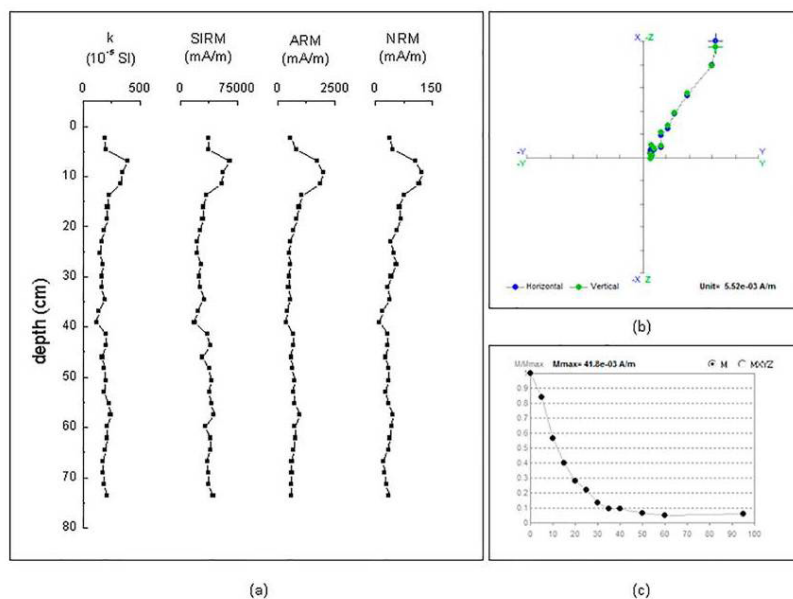 k SIRM ARM NRM
(10⁻⁵ SI) (mA/m) (mA/m) (mA/m)
0 500 0 75000 0 2500 0 150
0
10
20
30
40
50
60
70
80
depth (cm)
(a)
X -Z
-Y Y
-Y Y
-X Z
Horizontal Vertical Unit= 5.52e-03 A/m
(b)
M/Mmax Mmax= 41.8e-03 A/m M MXYZ
0.9
0.8
0.7
0.6
0.5
0.4
0.3
0.2
0.1
0 10 20 30 40 50 60 70 80 90 100
(c)